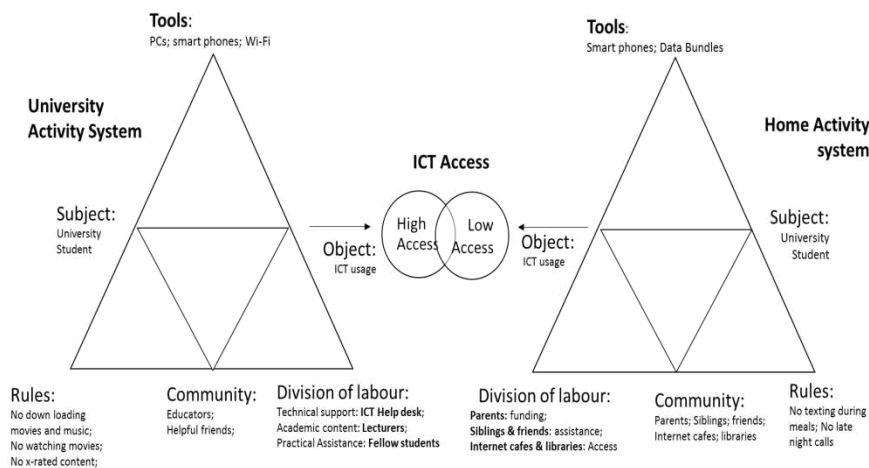 Tools:
PCs; smart phones; Wi-Fi
University
Activity System
Subject:
University
Student
Object:
ICT usage
Rules:
No down loading
movies and music;
No watching movies;
No x-rated content;
Community:
Educators;
Helpful friends;
Division of labour:
Technical support: ICT Help desk;
Academic content: Lecturers;
Practical Assistance: Fellow students
ICT Access
High
Access
Low
Access
Tools:
Smart phones; Data Bundles
Home Activity
system
Subject:
University
Student
Object:
ICT usage
Division of labour:
Parents: funding;
Siblings & friends: assistance;
Internet cafes & libraries: Access
Community:
Parents; Siblings; friends;
Internet cafes; libraries
Rules:
No texting during
meals; No late
night calls